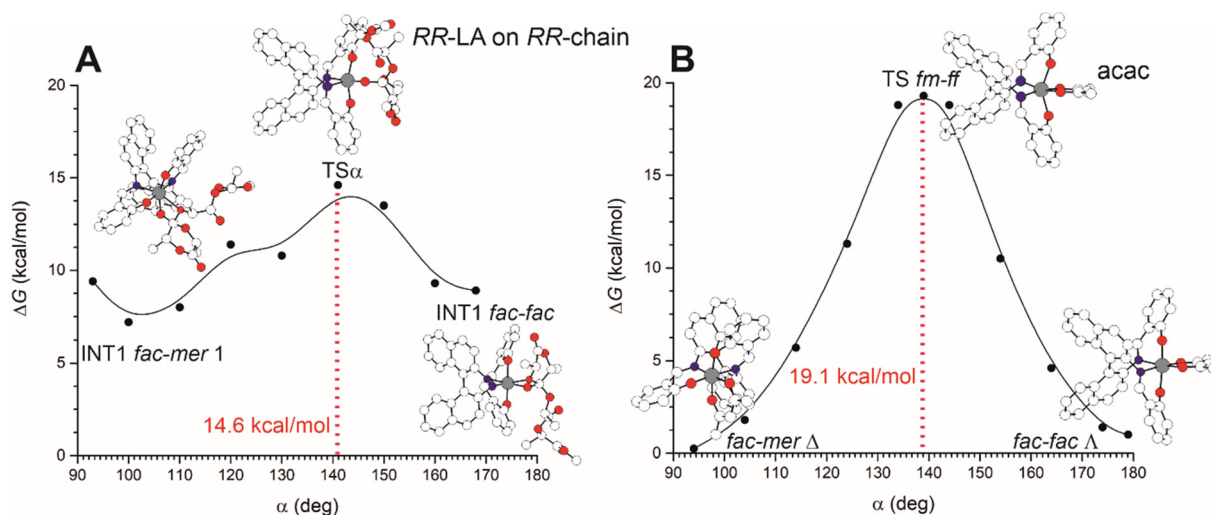 A
RR-LA on RR-chain
20
15
10
5
0
ΔG (kcal/mol)
TSα
INT1 fac-mer 1
INT1 fac-fac
14.6 kcal/mol
90 100 110 120 130 140 150 160 170 180
α (deg)
B
TS fm-ff
acac
20
15
10
5
0
ΔG (kcal/mol)
19.1 kcal/mol
fac-mer Δ
fac-fac Λ
90 100 110 120 130 140 150 160 170 180
α (deg)